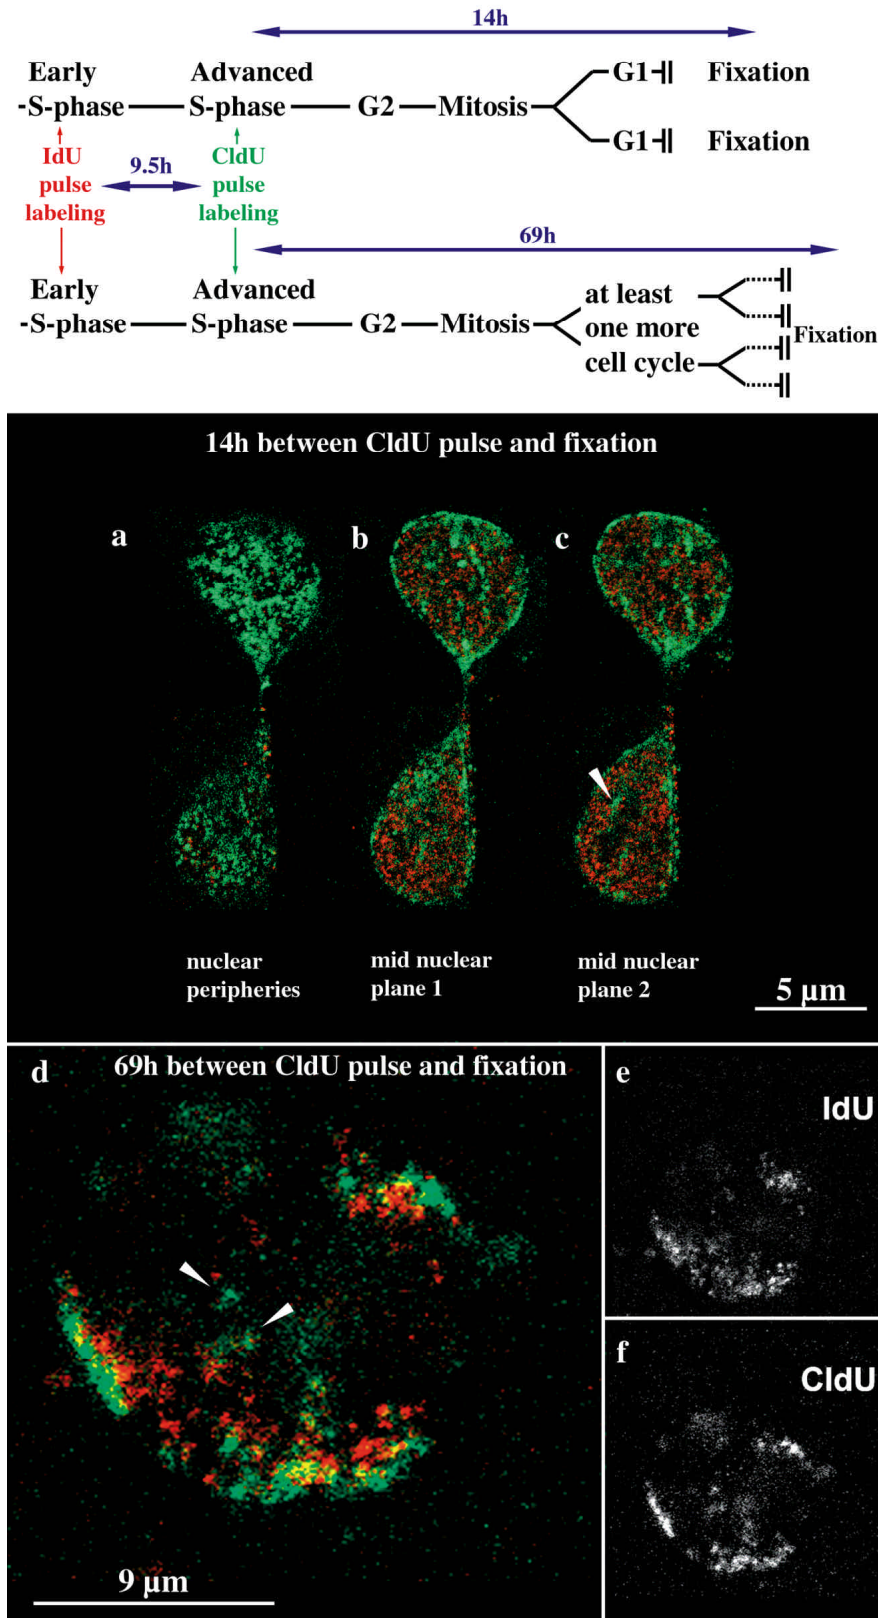 14h
Early
Advanced
G1
Fixation
-S-phase
S-phase
G2
Mitosis
G1
Fixation
IdU
pulse
labeling
9.5h
CldU
pulse
labeling
69h
Early
Advanced
-S-phase
S-phase
G2
Mitosis
at least
one more
cell cycle
Fixation
14h between CldU pulse and fixation
a
b
c
nuclear
peripheries
mid nuclear
plane 1
mid nuclear
plane 2
5 µm
d
69h between CldU pulse and fixation
9 µm
e
IdU
f
CldU